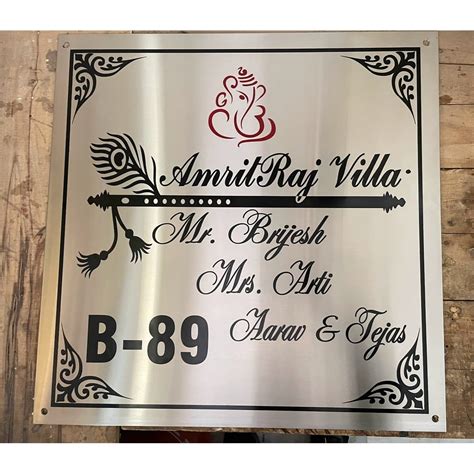 AmritRaj Villa
Mr. Brijesh
Mrs. Arti
B-89
Aarav & Tejas